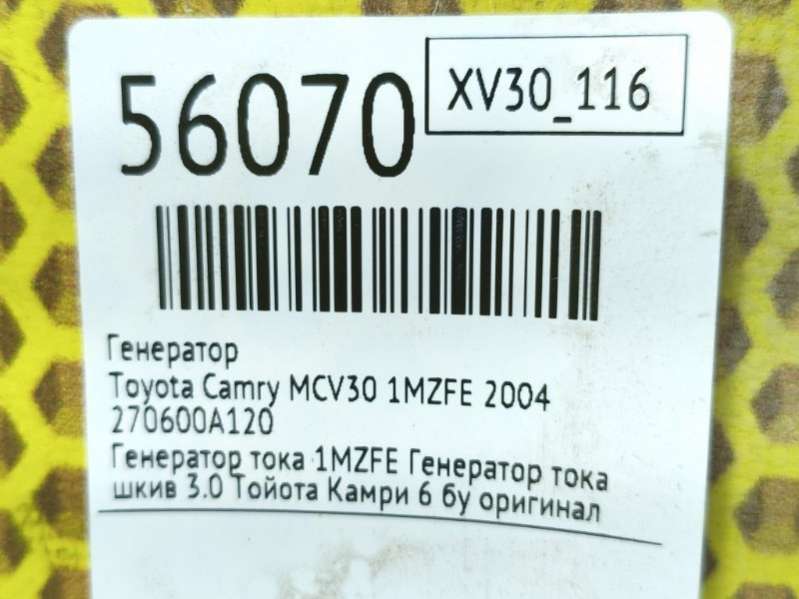 56070
XV30_116
Генератор
Toyota Camry MCV30 1MZFE 2004
270600A120
Генератор тока 1MZFE Генератор тока
шкив 3.0 Тойота Камри 6 бу оригинал